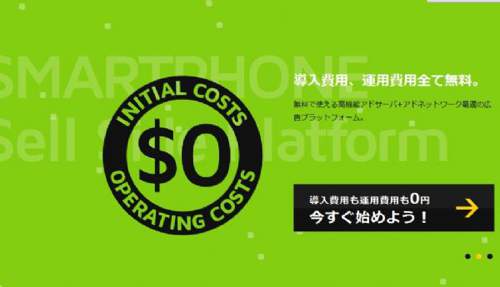 SMARTPHONE
Sell Side Platform
INITIAL COSTS
$0
OPERATING COSTS
導入費用、運用費用全て無料。
無料で使える高機能アドサーバ+アドネットワーク最適の広
告プラットフォーム。
導入費用も運用費用も0円
今すぐ始めよう！